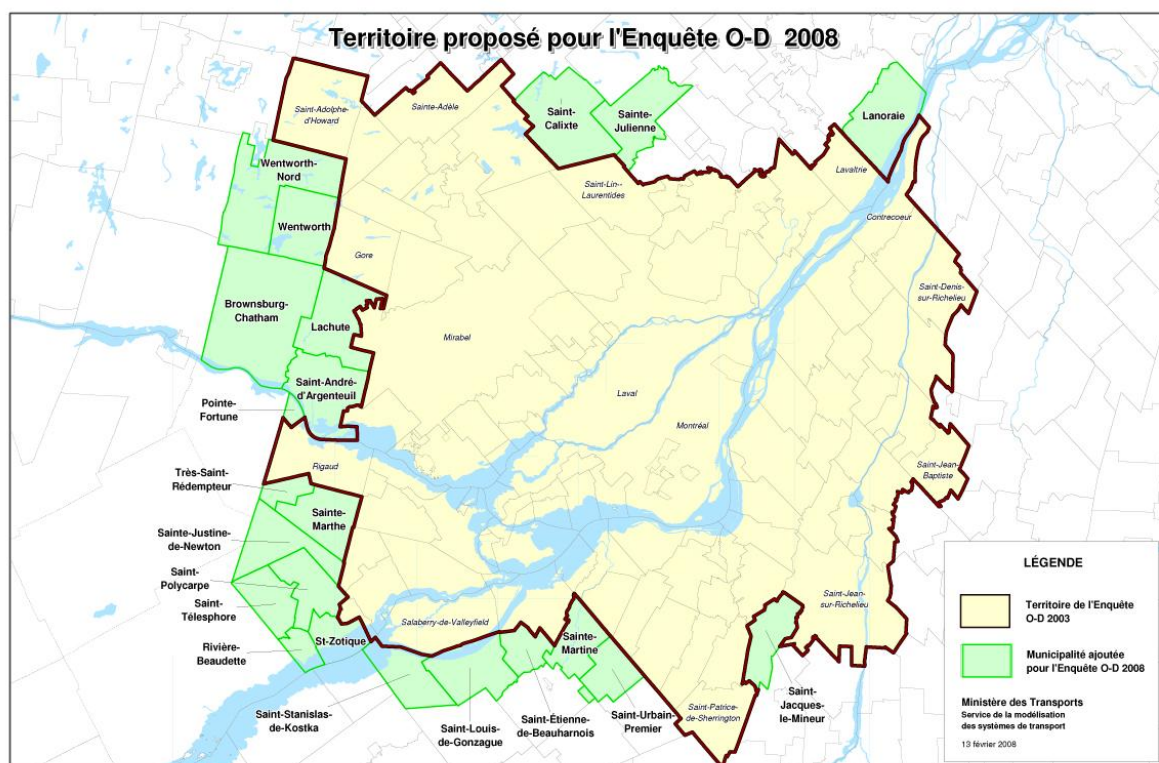 Territoire proposé pour l'Enquête O-D 2008
Saint-Adolphe-
d'Howard
Sainte-Adèle
Saint-
Calixte
Sainte-
Julienne
Lanoraie
Wentworth-
Nord
Saint-Lin--
Laurentides
Lavaltrie
Contrecoeur
Wentworth
Gore
Saint-Denis-
sur-Richelieu
Brownsburg-
Chatham
Lachute
Mirabel
Saint-André-
d'Argenteuil
Laval
Montréal
Pointe-
Fortune
Rigaud
Saint-Jean-
Baptiste
Très-Saint-
Rédempteur
Sainte-
Marthe
Sainte-Justine-
de-Newton
Saint-
Polycarpe
Saint-
Télesphore
Rivière-
Beaudette
St-Zotique
Salaberry-de-Valleyfield
Sainte-
Martine
Saint-Jean-
sur-Richelieu
Saint-Stanislas-
de-Kostka
Saint-Louis-
de-Gonzague
Saint-Étienne-
de-Beauharnois
Saint-Urbain-
Premier
Saint-Patrice-
de-Sherrington
Saint-
Jacques-
le-Mineur
LÉGENDE
Territoire de l'Enquête
O-D 2003
Municipalité ajoutée
pour l'Enquête O-D 2008
Ministère des Transports
Service de la modélisation
des systèmes de transport
13 février 2008